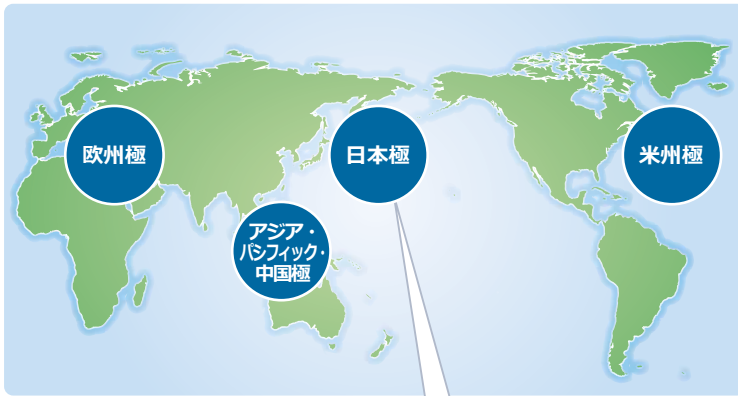 欧州極
日本極
米州極
アジア・
パシフィック・
中国極